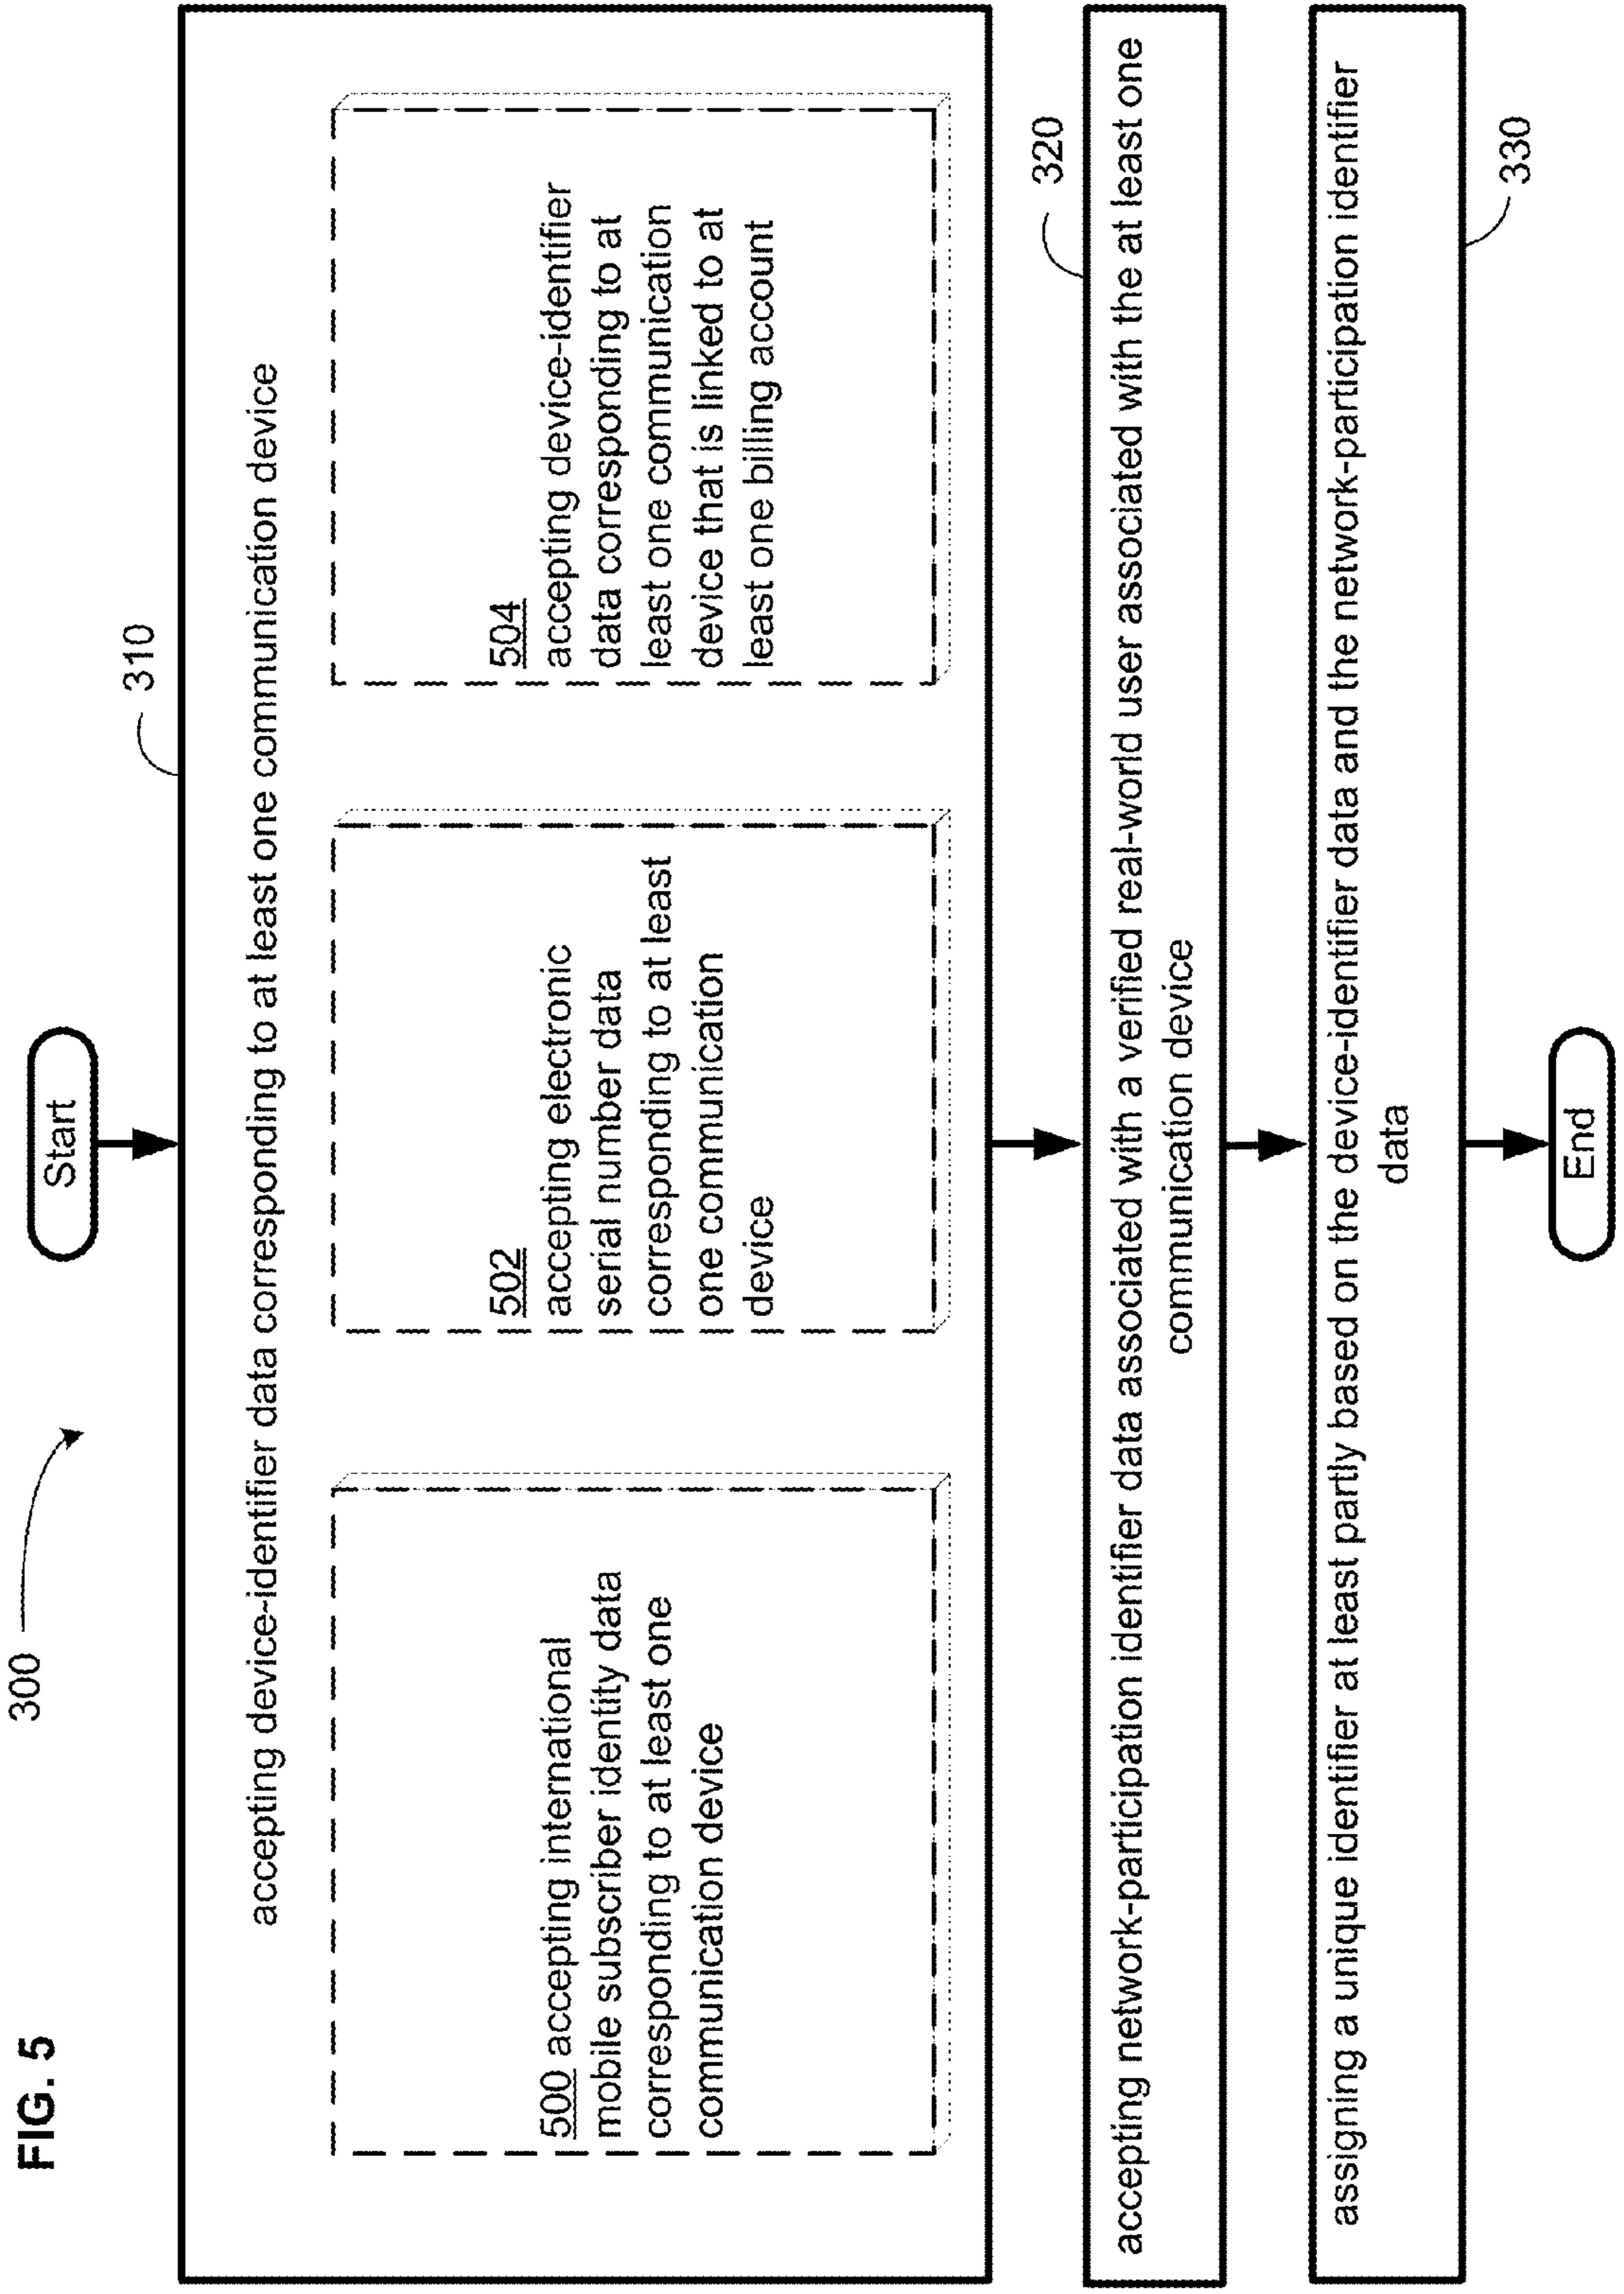 FIG. 5
300
Start
310
accepting device-identifier data corresponding to at least one communication device
500 accepting international
mobile subscriber identity data
corresponding to at least one
communication device
502
accepting electronic
serial number data
corresponding to at least
one communication
device
504
accepting device-identifier
data corresponding to at
least one communication
device that is linked to at
least one billing account
320
accepting network-participation identifier data associated with a verified real-world user associated with the at least one
communication device
330
assigning a unique identifier at least partly based on the device-identifier data and the network-participation identifier
data
End